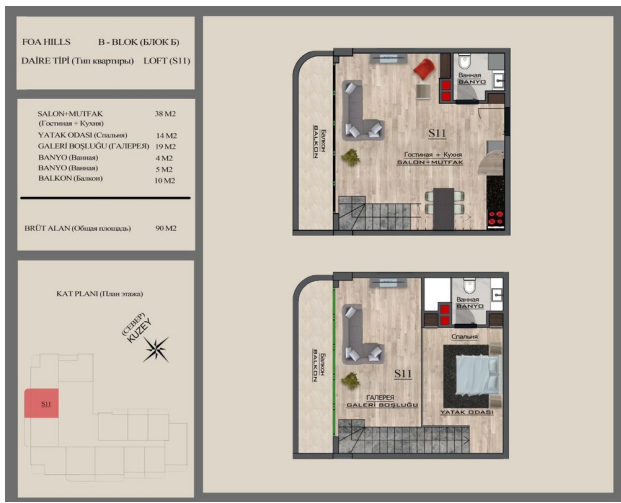 FOA HILLS B - BLOK (БЛОК Б)
DAİRE TİPİ (Тип квартиры) LOFT (S11)
SALON+MUTFAK 38 M2
(Гостиная + Кухня)
YATAK ODASI (Спальня) 14 M2
GALERİ BOŞLUĞU (ГАЛЕРЕЯ) 19 M2
BANYO (Ванная) 4 M2
BANYO (Ванная) 5 M2
BALKON (Балкон) 10 M2
BRÜT ALAN (Общая площадь) 90 M2
KAT PLANI (План этажа)
(СЕВЕР)
KUZEY
S11
Ванная
BANYO
S11
Гостиная + Кухня
SALON+MUTFAK
Балкон
BALKON
Ванная
BANYO
Спальня
S11
ГАЛЕРЕЯ
GALERİ BOŞLUĞU
YATAK ODASI
Балкон
BALKON